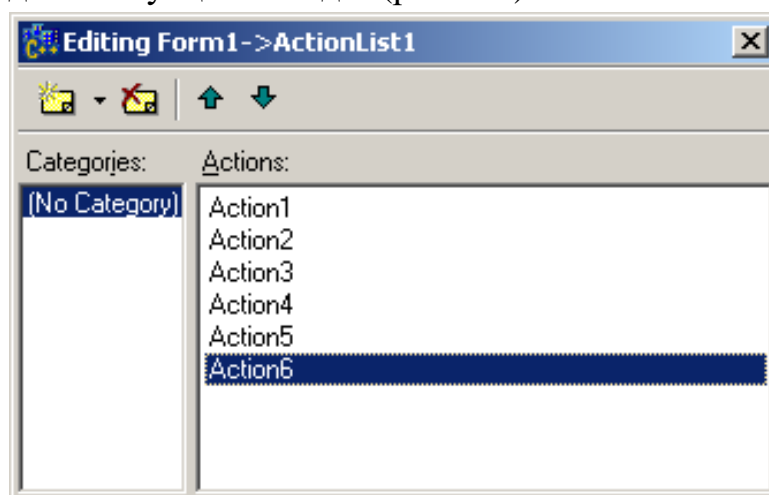 Editing Form1->ActionList1
Categories:
Actions:
(No Category)
Action1
Action2
Action3
Action4
Action5
Action6